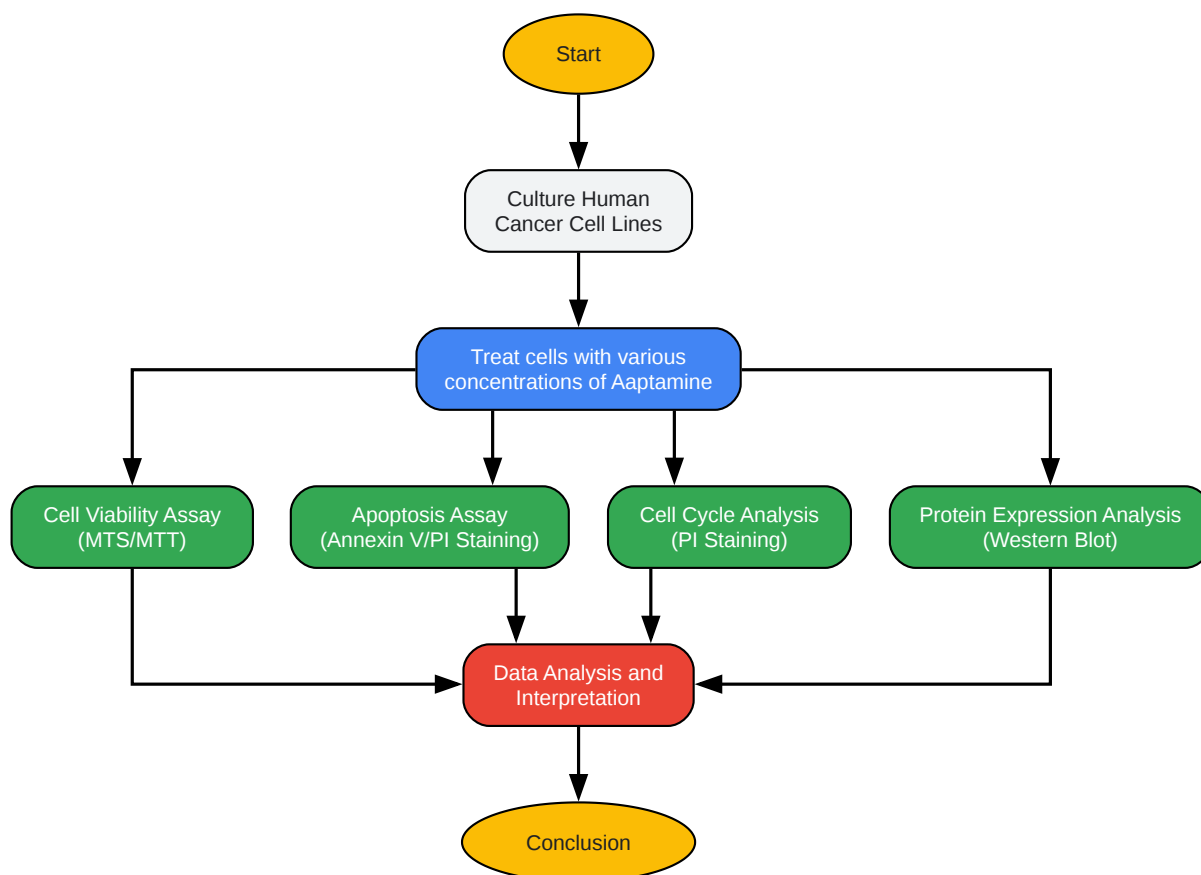 Start
Culture Human
Cancer Cell Lines
Treat cells with various
concentrations of Aaptamine
Cell Viability Assay
(MTS/MTT)
Apoptosis Assay
(Annexin V/PI Staining)
Cell Cycle Analysis
(PI Staining)
Protein Expression Analysis
(Western Blot)
Data Analysis and
Interpretation
Conclusion